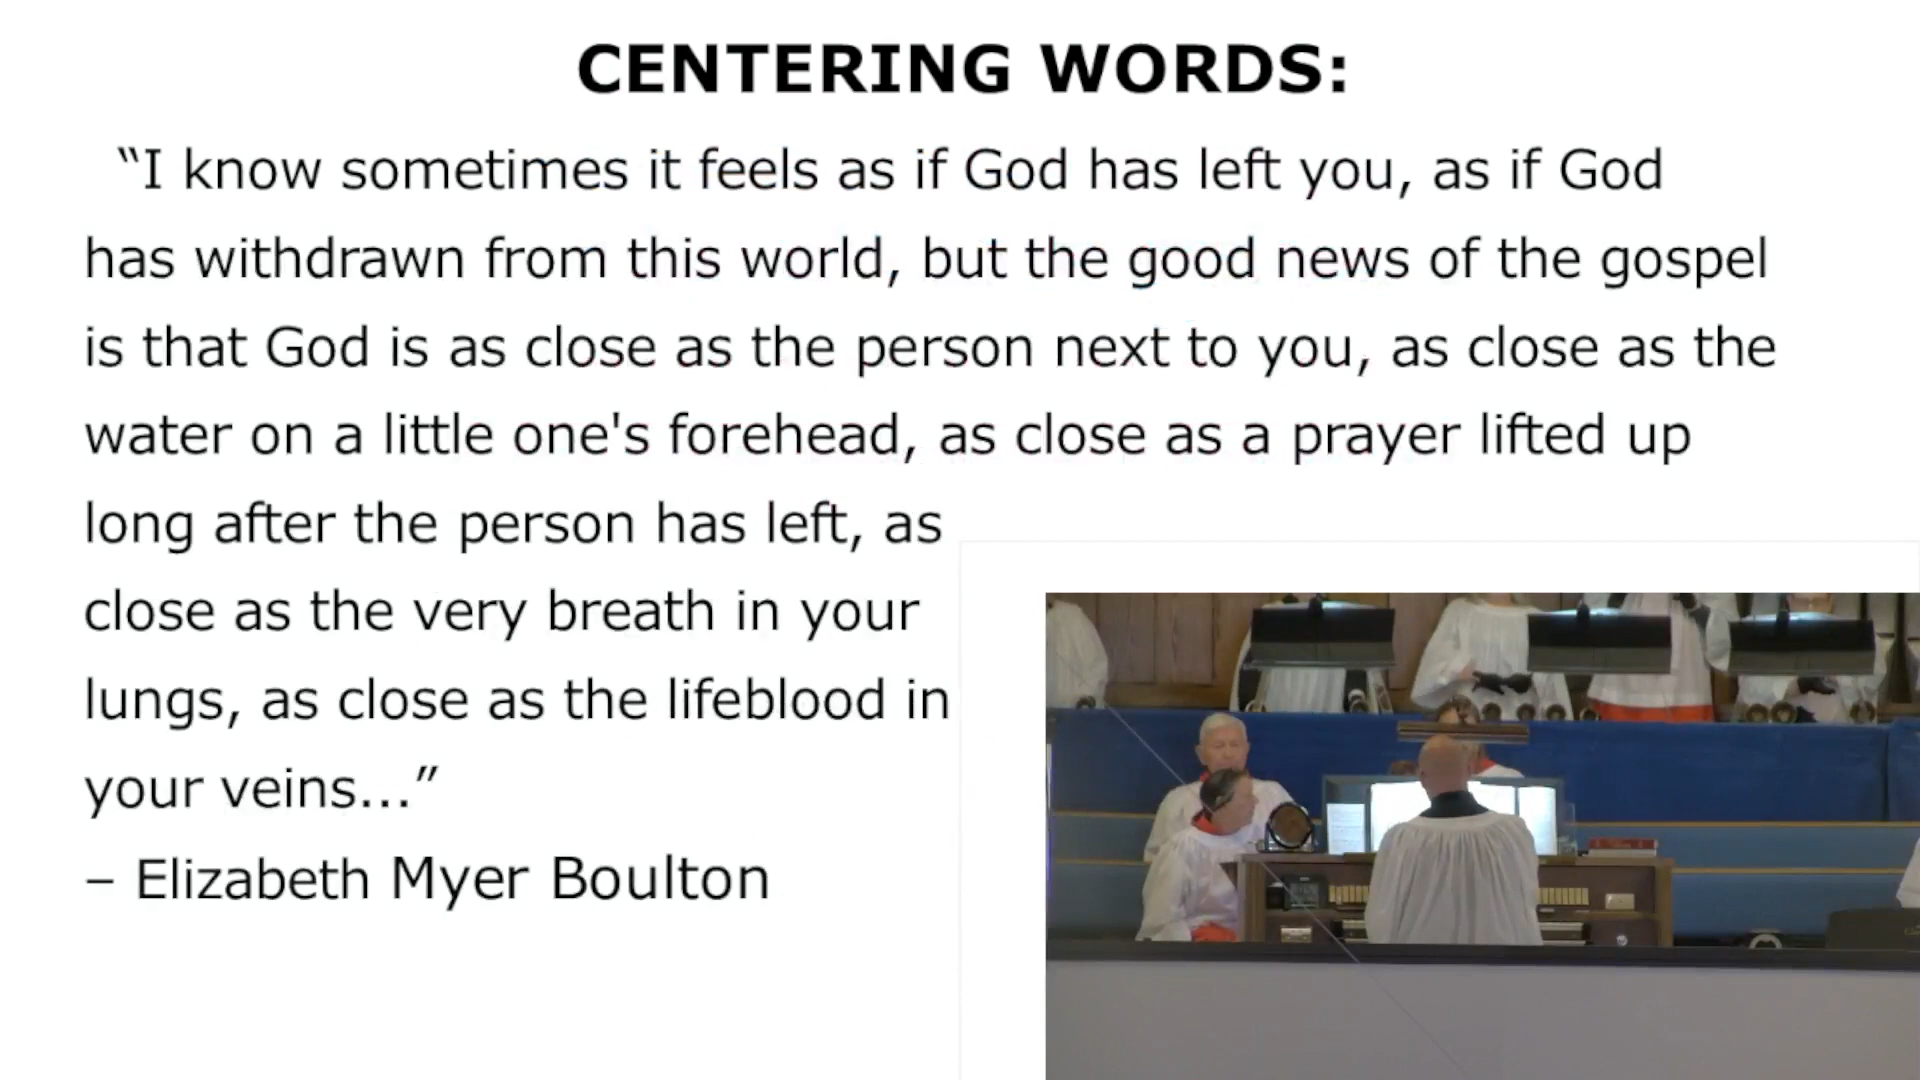 CENTERING WORDS:
“I know sometimes it feels as if God has left you, as if God
has withdrawn from this world, but the good news of the gospel
is that God is as close as the person next to you, as close as the
water on a little one's forehead, as close as a prayer lifted up
long after the person has left, as
close as the very breath in your
lungs, as close as the lifeblood in
your veins...”
– Elizabeth Myer Boulton